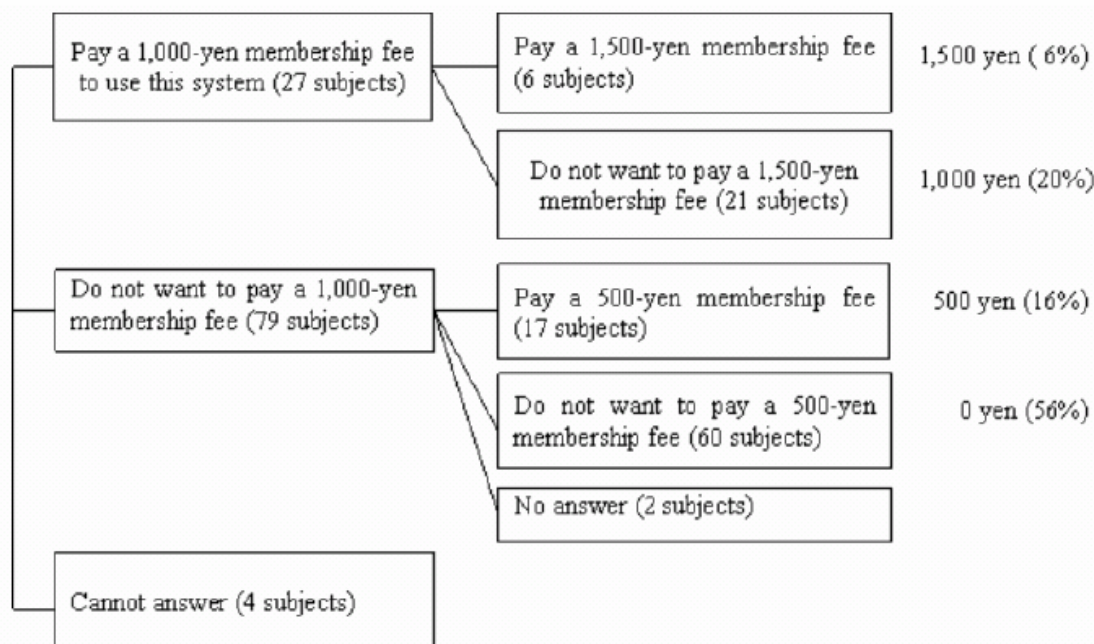 Pay a 1,000-yen membership fee
to use this system (27 subjects)
Pay a 1,500-yen membership fee
(6 subjects)
1,500 yen ( 6%)
Do not want to pay a 1,500-yen
membership fee (21 subjects)
1,000 yen (20%)
Do not want to pay a 1,000-yen
membership fee (79 subjects)
Pay a 500-yen membership fee
(17 subjects)
500 yen (16%)
Do not want to pay a 500-yen
membership fee (60 subjects)
0 yen (56%)
No answer (2 subjects)
Cannot answer (4 subjects)